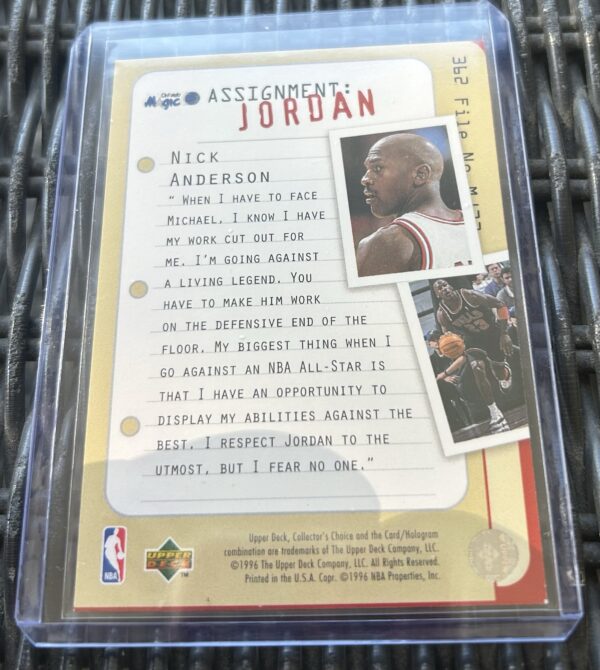 Orlando
Magic
ASSIGNMENT:
JORDAN
362 File No.
NICK
ANDERSON
" WHEN I HAVE TO FACE
MICHAEL, I KNOW I HAVE
MY WORK CUT OUT FOR
ME. I'M GOING AGAINST
A LIVING LEGEND. YOU
HAVE TO MAKE HIM WORK
ON THE DEFENSIVE END OF THE
FLOOR. MY BIGGEST THING WHEN I
GO AGAINST AN NBA ALL-STAR IS
THAT I HAVE AN OPPORTUNITY TO
DISPLAY MY ABILITIES AGAINST THE
BEST. I RESPECT JORDAN TO THE
UTMOST, BUT I FEAR NO ONE."
23
NBA
UPPER
DECK
TM
Upper Deck, Collector's Choice and the Card/Hologram
combination are trademarks of The Upper Deck Company, LLC.
©1996 The Upper Deck Company, LLC. All Rights Reserved.
Printed in the U.S.A. Copr. ©1996 NBA Properties, Inc.